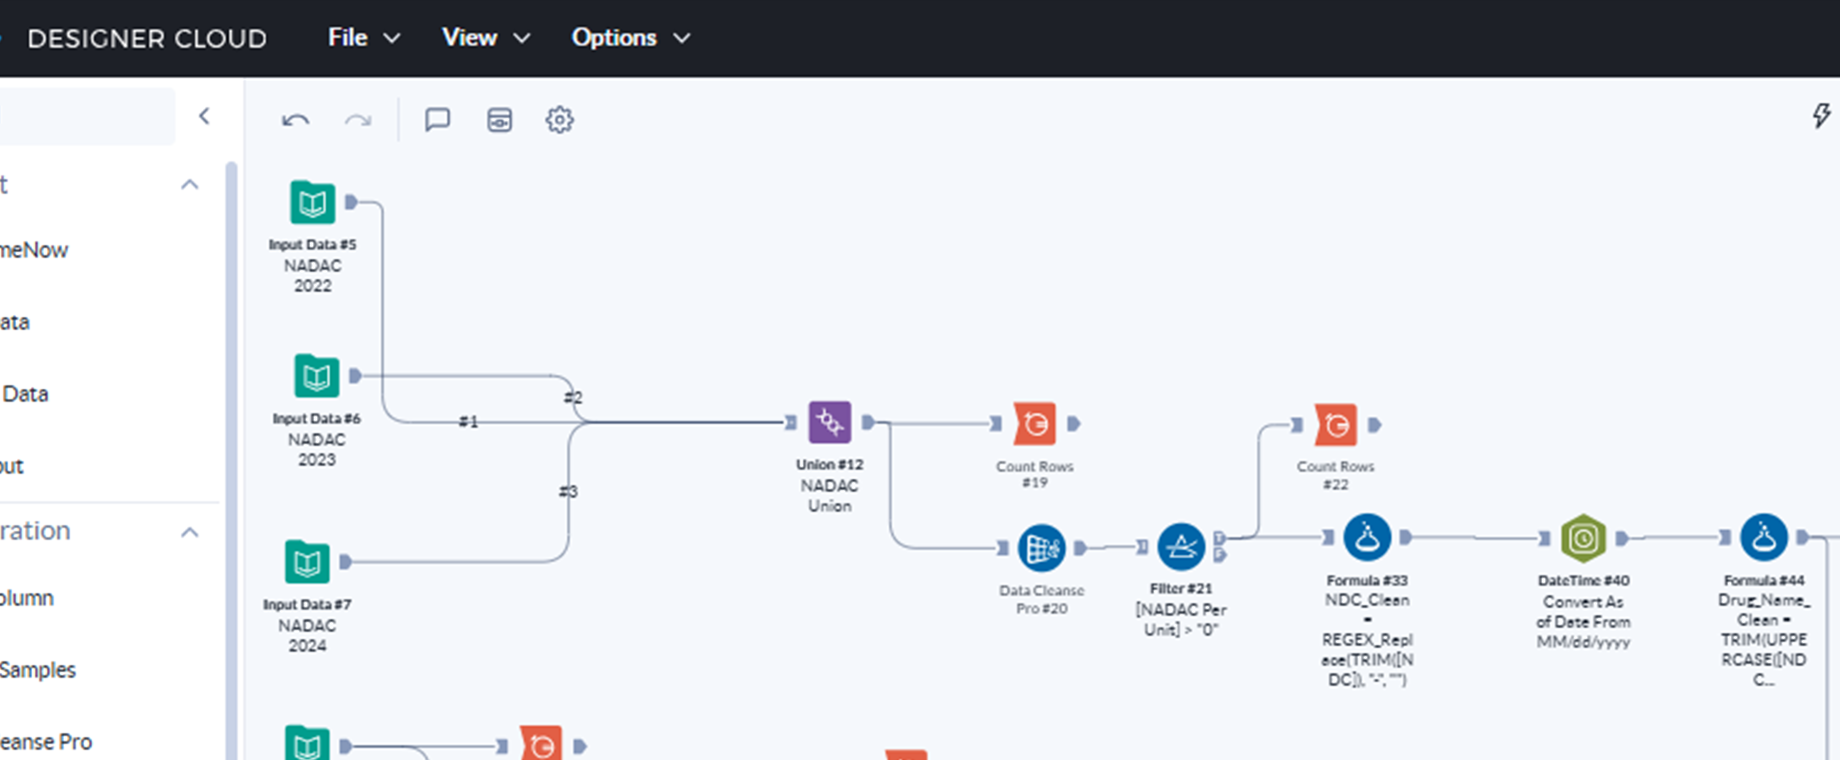 DESIGNER CLOUD File View Options
t
meNow
ata
Data
out
ration
olumn
Samples
eanse Pro
Input Data #5
NADAC
2022
Input Data #6
NADAC
2023
Input Data #7
NADAC
2024
#2
#1
#3
Union #12
NADAC
Union
Count Rows
#19
Data Cleanse
Pro #20
Filter #21
[NADAC Per
Unit] > "0"
T
F
Count Rows
#22
Formula #33
NDC_Clean
=
REGEX_Repl
ace(TRIM([N
DC]), "-", "")
DateTime #40
Convert As
of Date From
MM/dd/yyyy
Formula #44
Drug_Name_
Clean =
TRIM(UPPE
RCASE([ND
C...